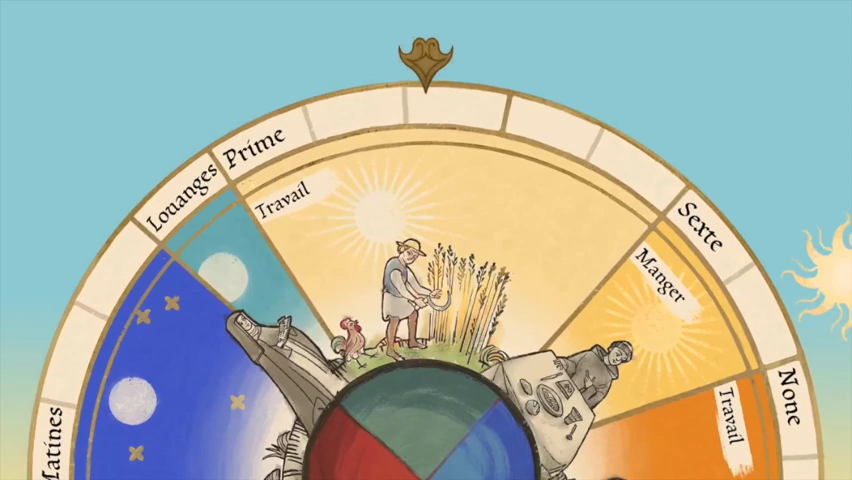 Matines
Louanges
Prime
Sexte
None
Travail
Manger
Travail